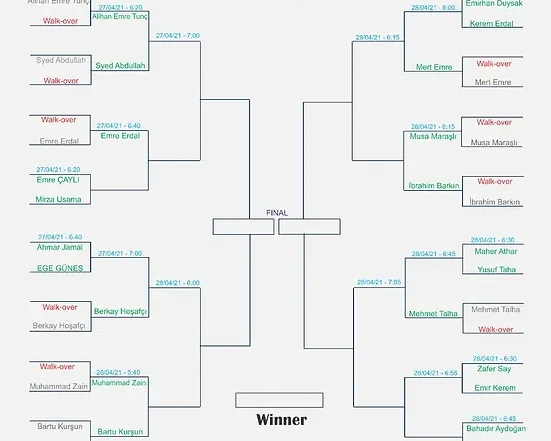 Alihan Emre Tunç
27/04/21 - 6:20
Walk-over
Alihan Emre Tunç
27/04/21 - 7:00
Syed Abdullah
Syed Abdullah
Walk-over
Walk-over
27/04/21 - 6:40
Emre Erdal
Emre Erdal
27/04/21 - 6:20
Emre ÇAYLI
Mirza Usama
27/04/21 - 6:40
Ahmar Jamal
27/04/21 - 7:00
EGE GÜNEŞ
28/04/21 - 6:00
Walk-over
Berkay Hoşafçı
Berkay Hoşafçı
Walk-over
28/04/21 - 5:40
Muhammad Zain
Muhammad Zain
Bartu Kurşun
Bartu Kurşun
FINAL
Winner
28/04/21 - 6:00
Emirhan Duysak
Kerem Erdal
28/04/21 - 6:15
Mert Emre
Walk-over
Mert Emre
Walk-over
28/04/21 - 6:15
Musa Maraşlı
Musa Maraşlı
Walk-over
İbrahim Barkın
İbrahim Barkın
28/04/21 - 6:30
Maher Athar
28/04/21 - 6:45
Yusuf Taha
28/04/21 - 7:05
Mehmet Talha
Mehmet Talha
Walk-over
28/04/21 - 6:30
Zafer Say
28/04/21 - 6:55
Emir Kerem
28/04/21 - 6:45
Bahadır Aydoğan